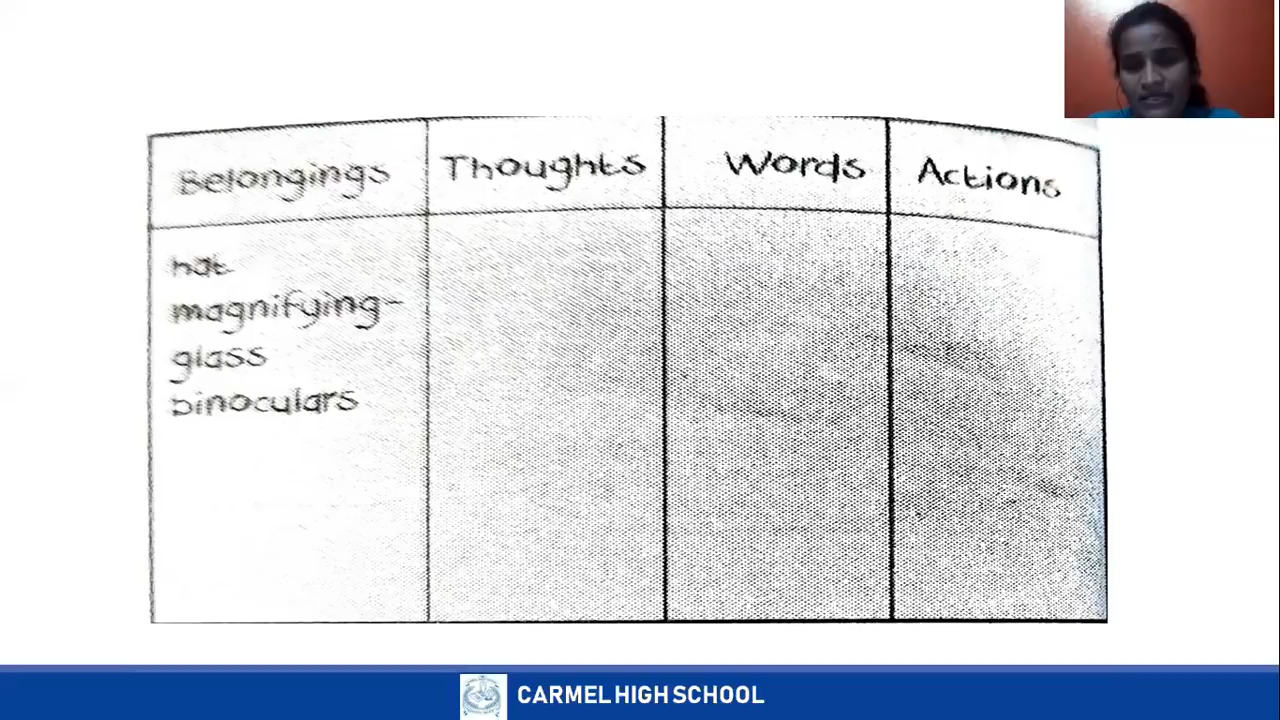 Belongings Thoughts Words Actions
hat
magnifying-
glass
binoculars
CARMEL HIGH SCHOOL